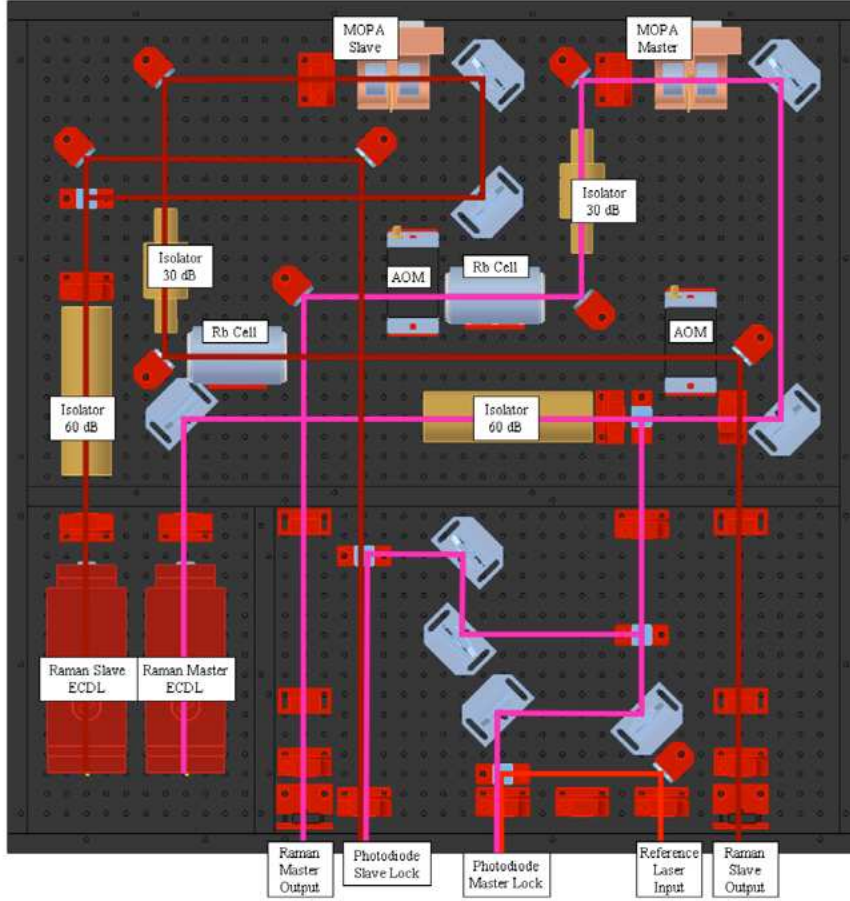 MOPA
Slave
MOPA
Master
Isolator
30 dB
Isolator
30 dB
AOM
Rb Cell
Rb Cell
AOM
Isolator
60 dB
Isolator
60 dB
Raman Slave
ECDL
Raman Master
ECDL
Raman
Master
Output
Photodiode
Slave Lock
Photodiode
Master Lock
Reference
Laser
Input
Raman
Slave
Output